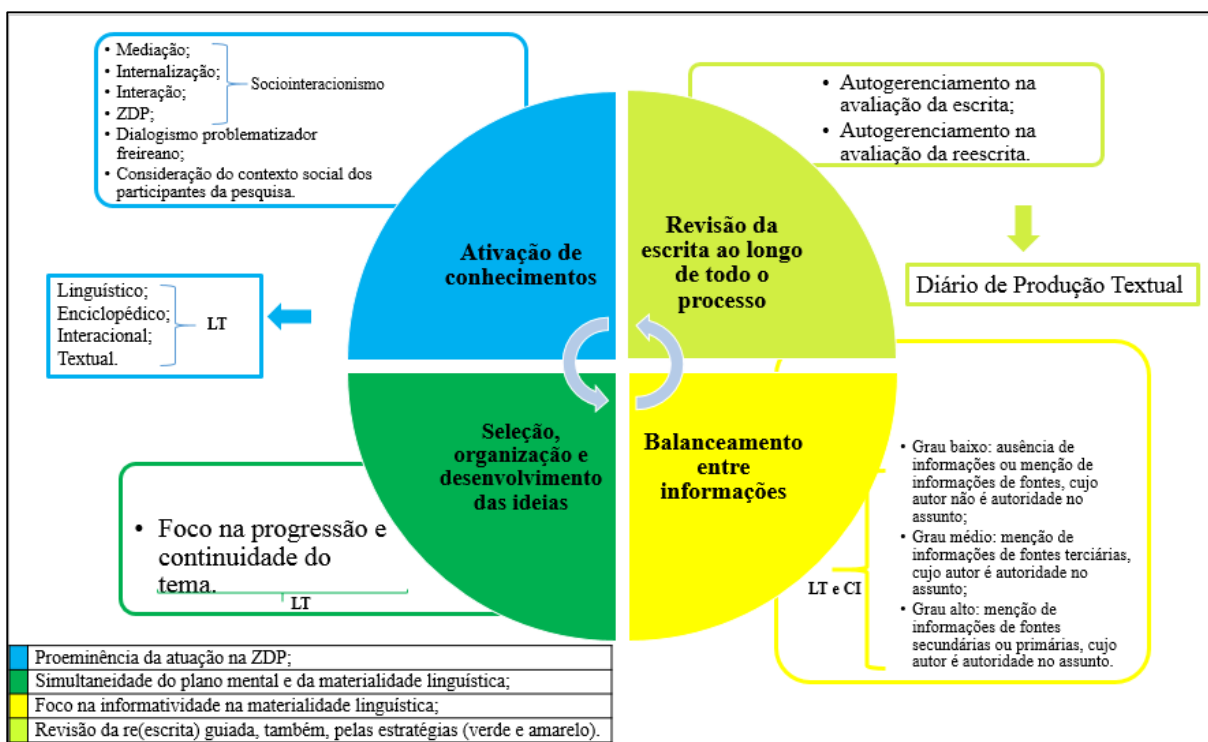 • Mediação;
• Internalização;
• Interação;
• ZDP;
Sociointeracionismo
• Dialogismo problematizador
freireano;
• Consideração do contexto social dos
participantes da pesquisa.
• Autogerenciamento na
avaliação da escrita;
• Autogerenciamento na
avaliação da reescrita.
Ativação de
conhecimentos
Revisão da
escrita ao longo
de todo o
processo
Diário de Produção Textual
Linguístico;
Enciclopédico;
Interacional;
Textual.
LT
Seleção,
organização e
desenvolvimento
das ideias
Balanceamento
entre
informações
• Foco na progressão e
continuidade do
tema.
LT
LT e CI
• Grau baixo: ausência de
informações ou menção de
informações de fontes, cujo
autor não é autoridade no
assunto;
• Grau médio: menção de
informações de fontes terciárias,
cujo autor é autoridade no
assunto;
• Grau alto: menção de
informações de fontes
secundárias ou primárias, cujo
autor é autoridade no assunto.
Proeminência da atuação na ZDP;
Simultaneidade do plano mental e da materialidade linguística;
Foco na informatividade na materialidade linguística;
Revisão da re(escrita) guiada, também, pelas estratégias (verde e amarelo).